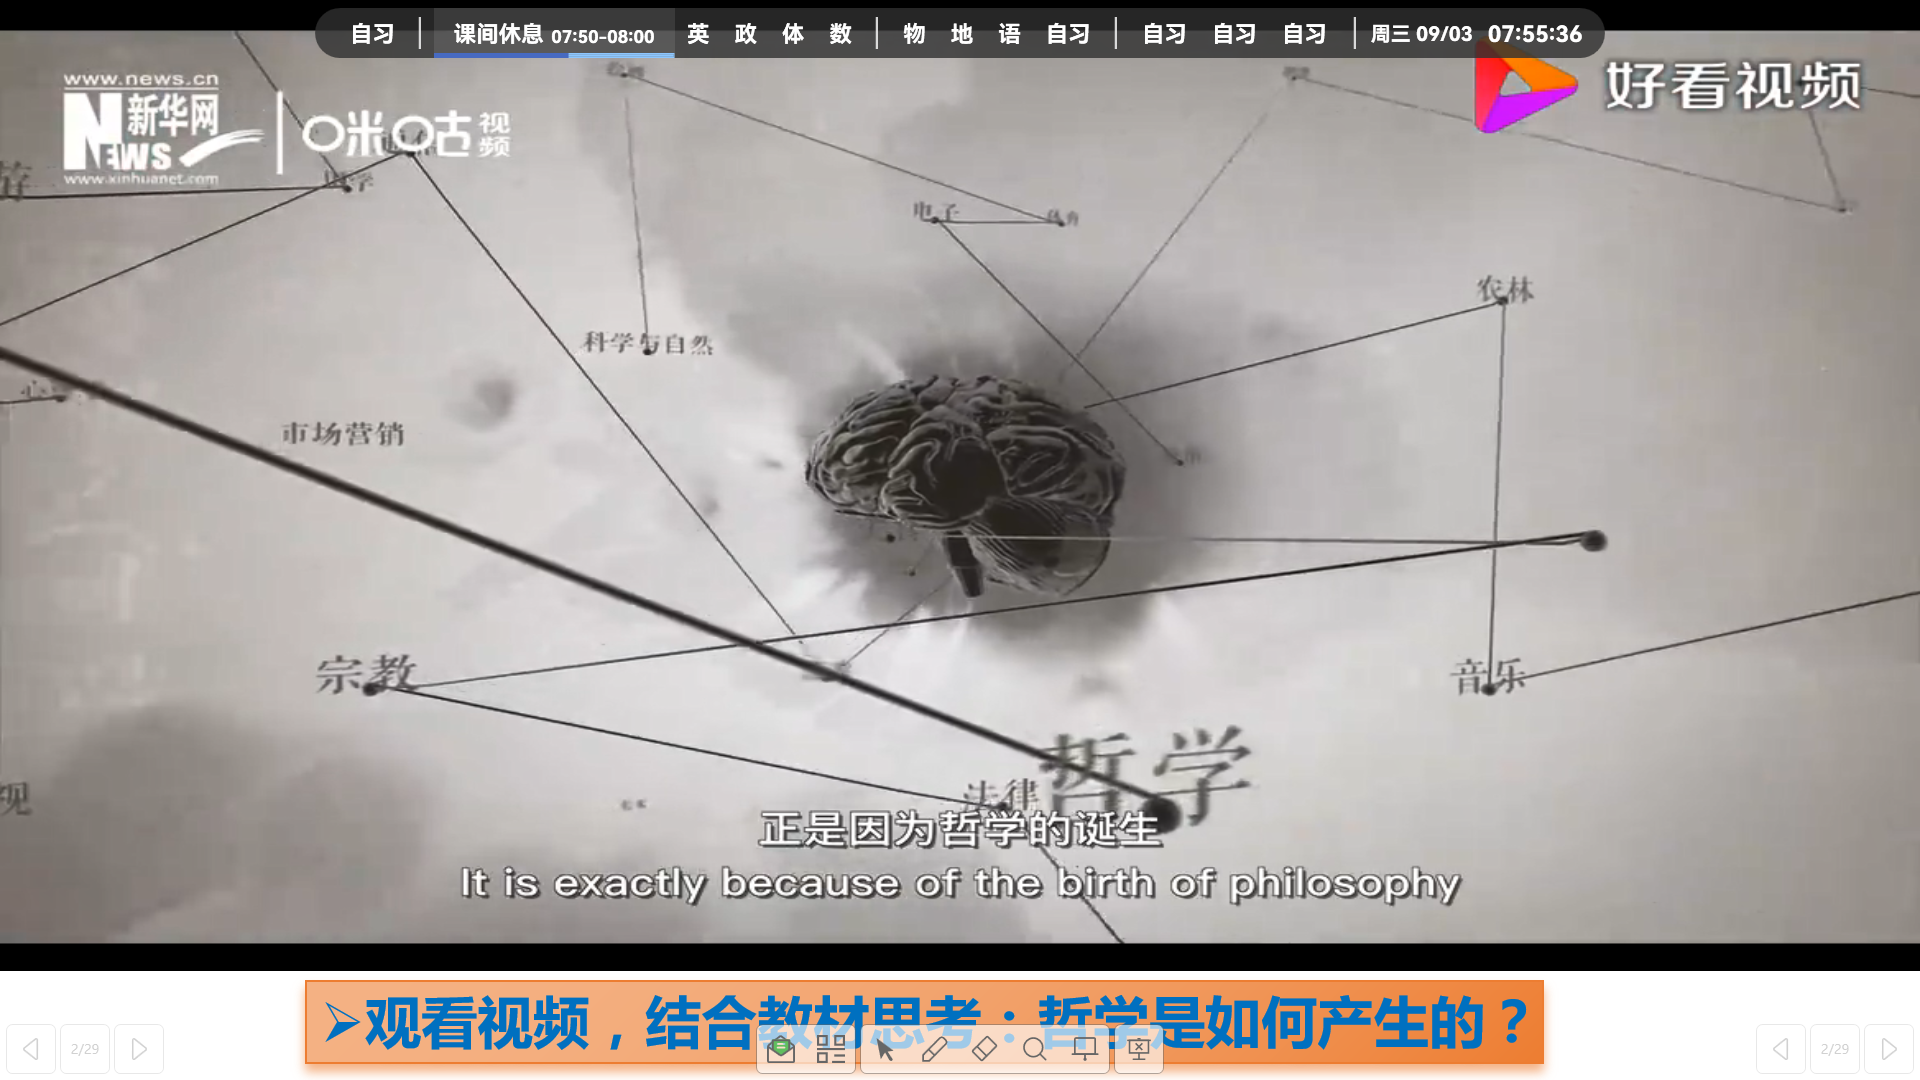 自习 | 课间休息 07:50-08:00 英 政 体 数 | 物 地 语 自习 | 自习 自习 自习 | 周三 09/03 07:55:36
www.news.cn
NEWS 新华网
www.xinhuanet.com
咪咕视频
好看视频
电子
农林
科学与自然
市场营销
宗教
音乐
哲学
法律
视
正是因为哲学的诞生
It is exactly because of the birth of philosophy
➢观看视频，结合教材思考：哲学是如何产生的？
2/29
2/29